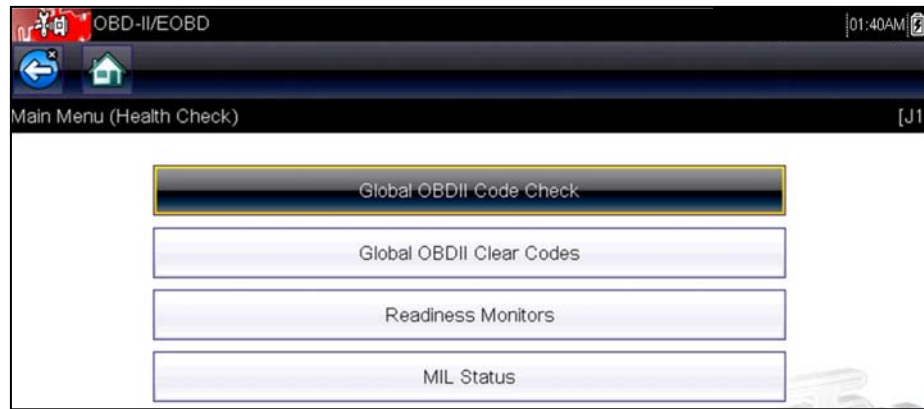 OBD-II/EOBD 01:40AM
Main Menu (Health Check) [J1
Global OBDII Code Check
Global OBDII Clear Codes
Readiness Monitors
MIL Status